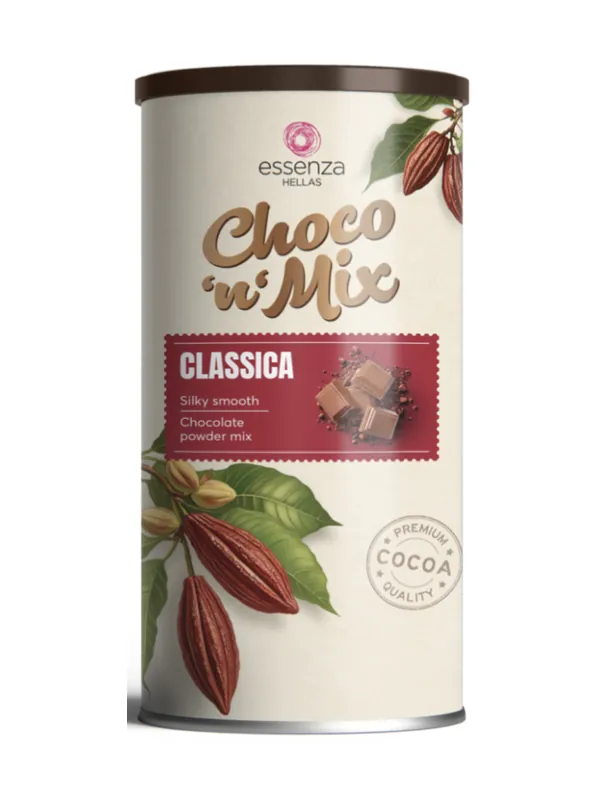 essenza
HELLAS
Choco
‘n‘ Mix
CLASSICA
Silky smooth
Chocolate
powder mix
PREMIUM
COCOA
QUALITY